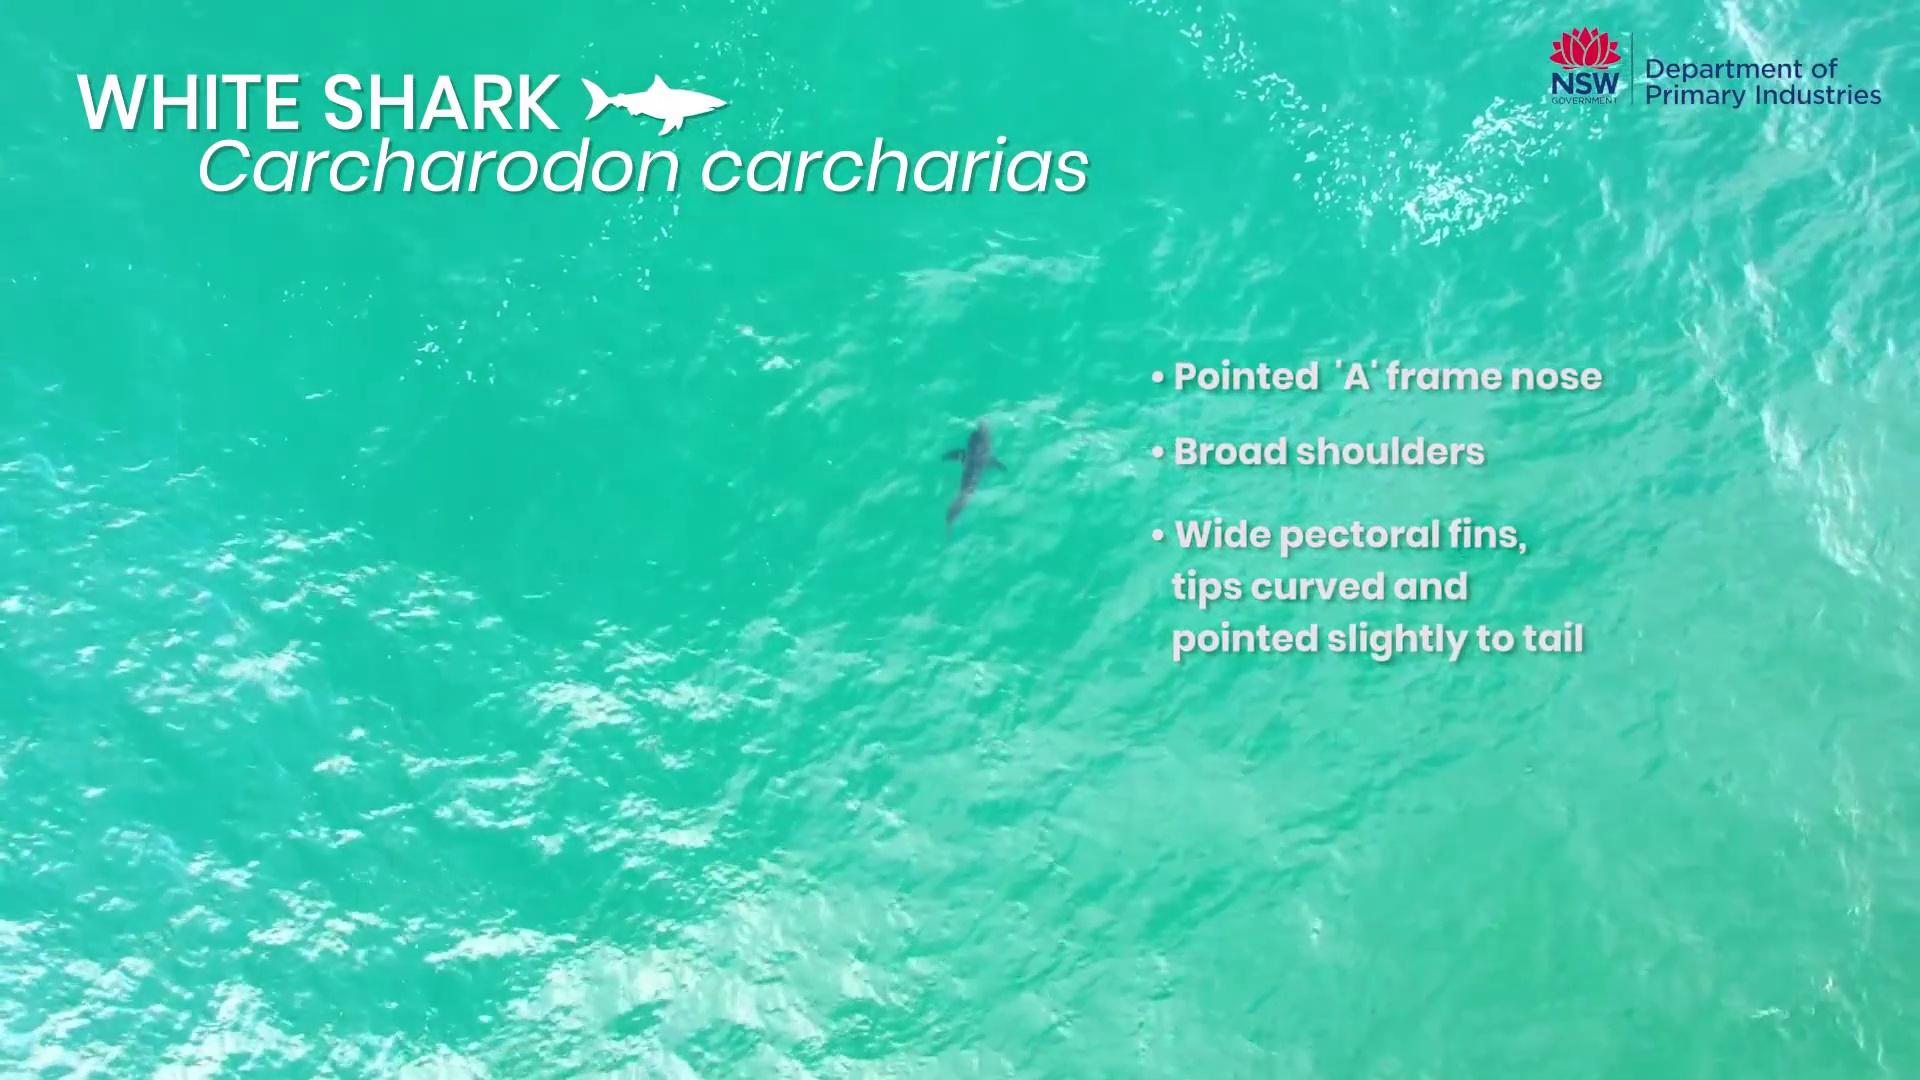 WHITE SHARK
Carcharodon carcharias
NSW
GOVERNMENT
Department of
Primary Industries
• Pointed 'A' frame nose
• Broad shoulders
• Wide pectoral fins,
tips curved and
pointed slightly to tail